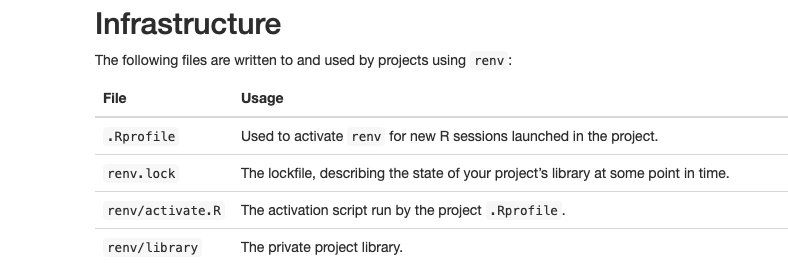 Infrastructure
The following files are written to and used by projects using renv:
File Usage
.Rprofile Used to activate renv for new R sessions launched in the project.
renv.lock The lockfile, describing the state of your project’s library at some point in time.
renv/activate.R The activation script run by the project .Rprofile.
renv/library The private project library.